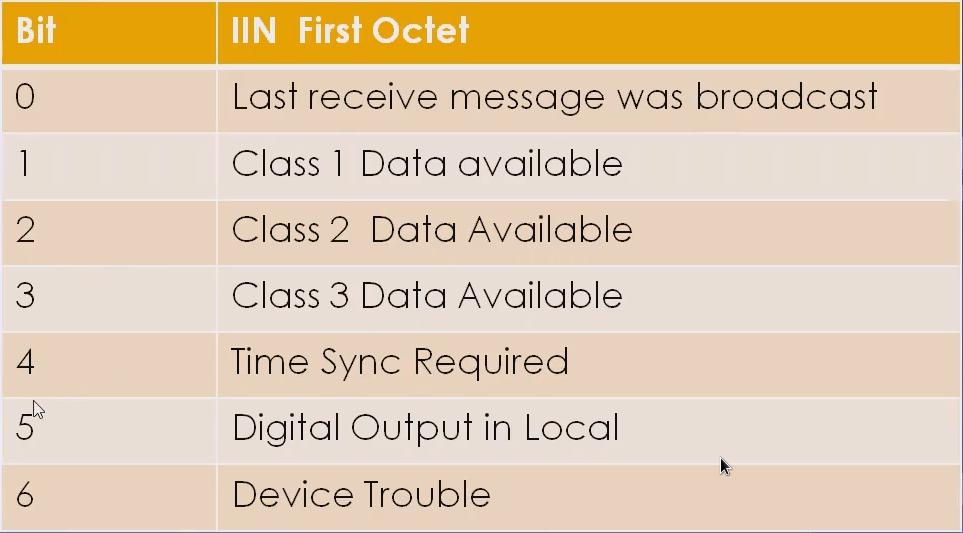 Bit IIN First Octet
0 Last receive message was broadcast
1 Class 1 Data available
2 Class 2 Data Available
3 Class 3 Data Available
4 Time Sync Required
5 Digital Output in Local
6 Device Trouble